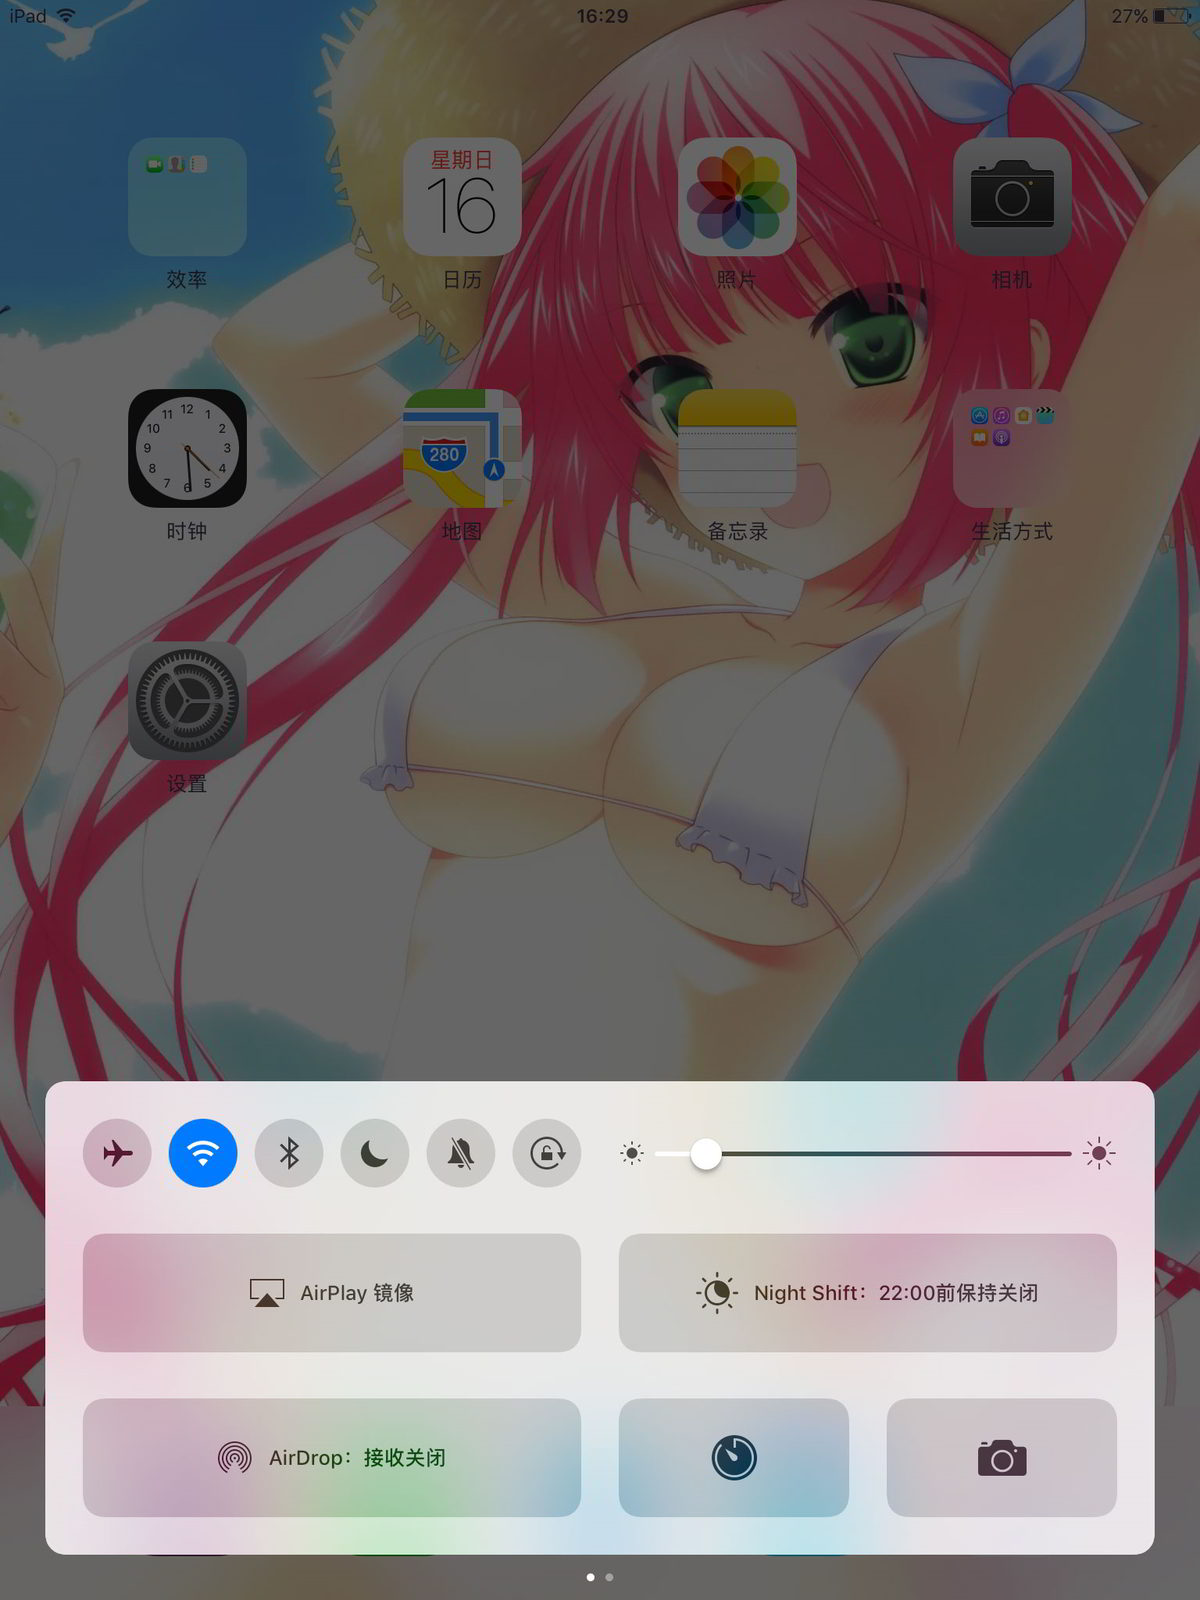 iPad 16:29 27%
星期日
16
效率 日历 照片 相机
12
11 1
10 2
9 3
8 4
7 6 5
280
时钟 地图 备忘录 生活方式
设置
AirPlay 镜像
Night Shift：22:00前保持关闭
AirDrop：接收关闭